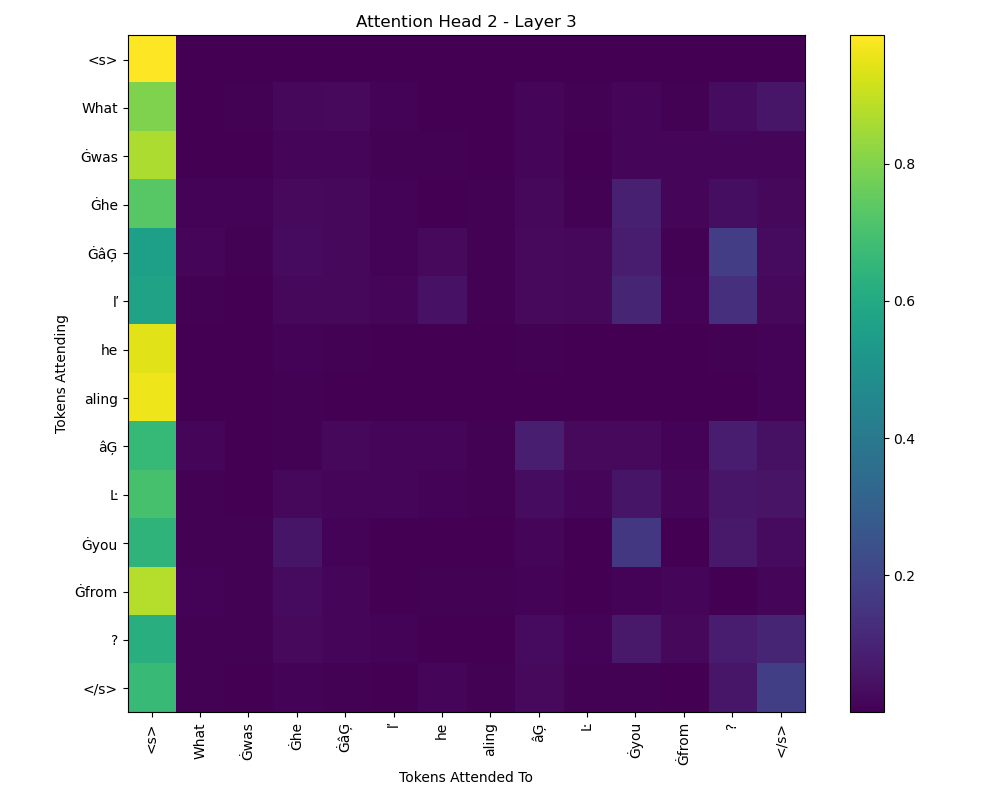 Attention Head 2 - Layer 3
<s>
What
Ġwas
Ġhe
ĠâĢ
ľ
he
aling
âĢ
Ŀ
Ġyou
Ġfrom
?
</s>
Tokens Attending
<s>
What
Ġwas
Ġhe
ĠâĢ
ľ
he
aling
âĢ
Ŀ
Ġyou
Ġfrom
?
</s>
Tokens Attended To
0.8
0.6
0.4
0.2